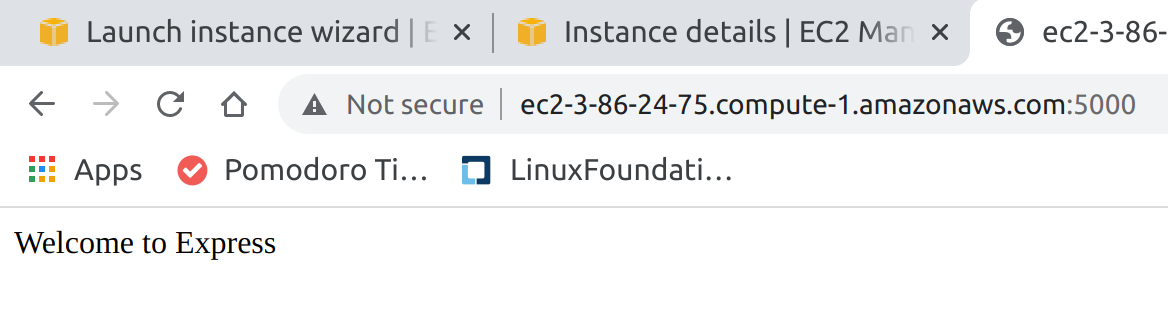 Launch instance wizard | E
Instance details | EC2 Man
ec2-3-86-
Not secure | ec2-3-86-24-75.compute-1.amazonaws.com:5000
Apps
Pomodoro Ti...
LinuxFoundati...
Welcome to Express